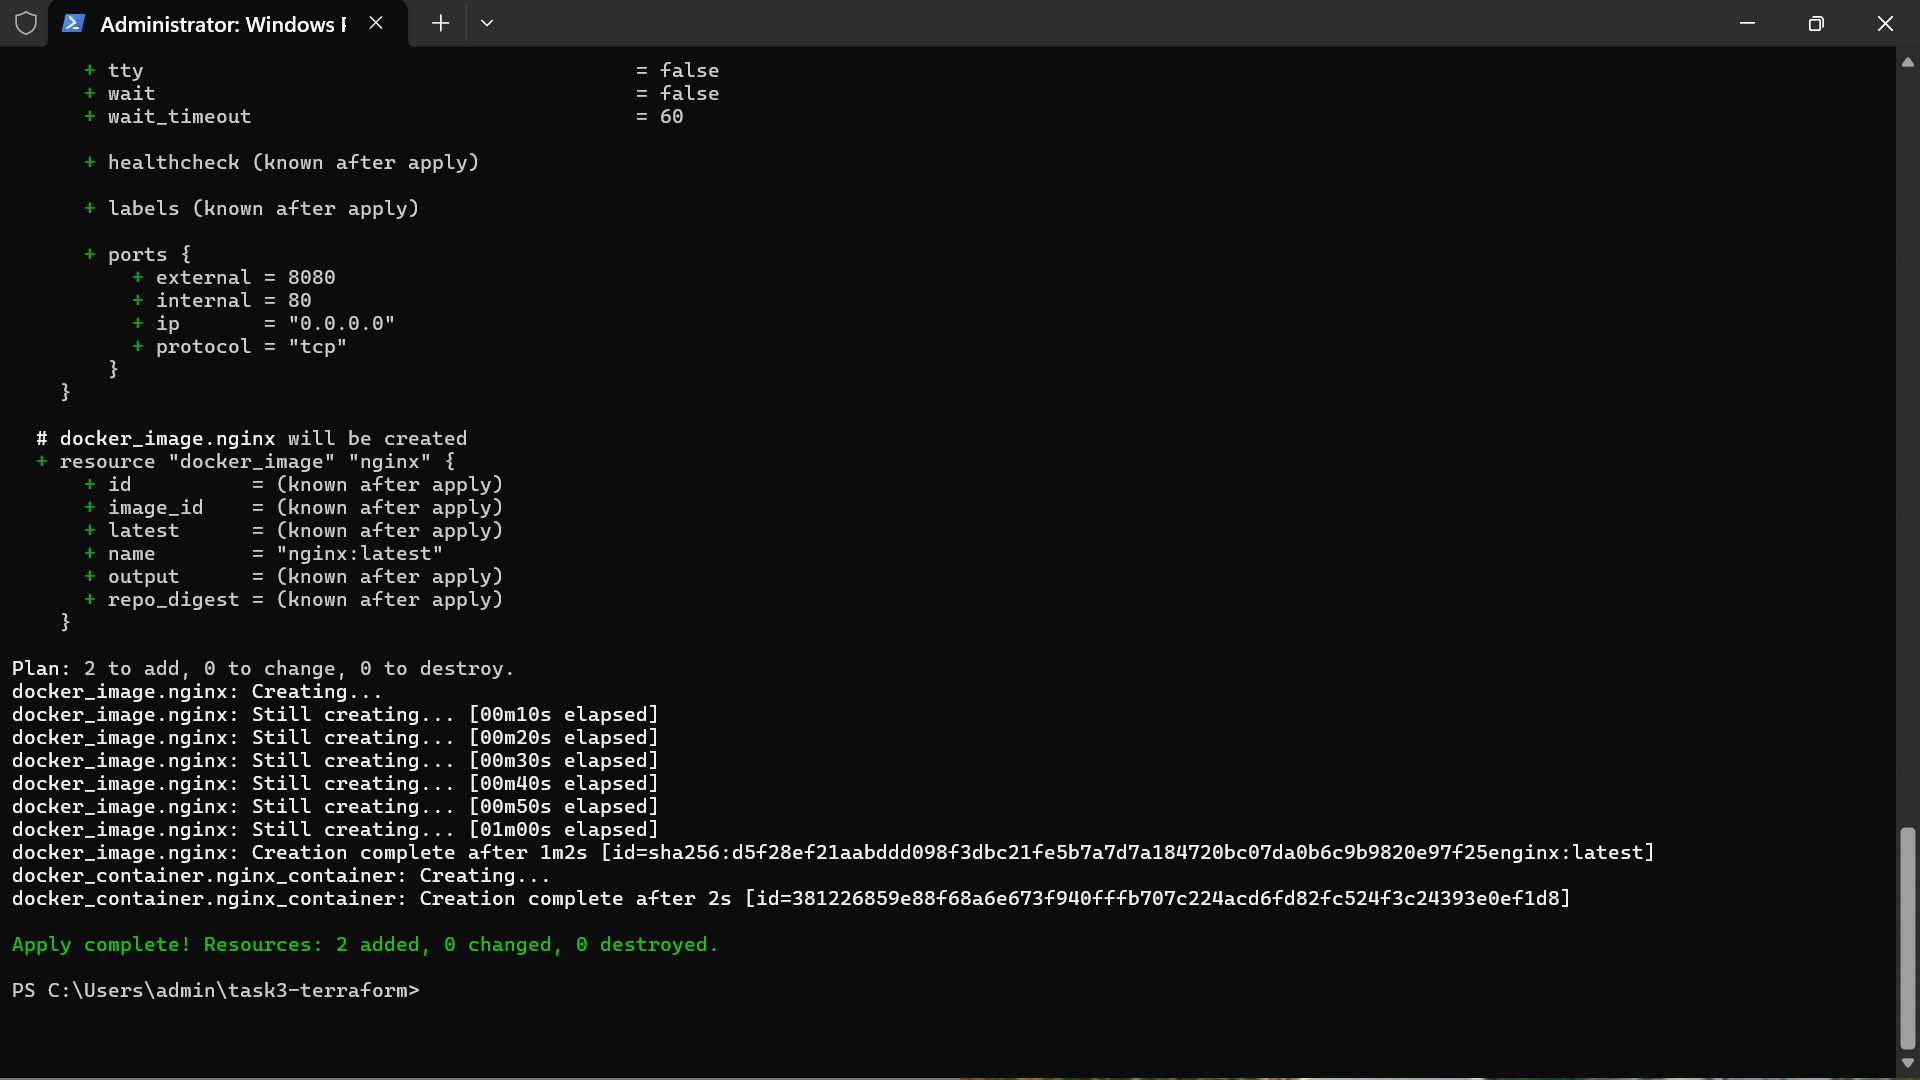 Administrator: Windows P
+ tty = false
+ wait = false
+ wait_timeout = 60
+ healthcheck (known after apply)
+ labels (known after apply)
+ ports {
+ external = 8080
+ internal = 80
+ ip = "0.0.0.0"
+ protocol = "tcp"
}
}
# docker_image.nginx will be created
+ resource "docker_image" "nginx" {
+ id = (known after apply)
+ image_id = (known after apply)
+ latest = (known after apply)
+ name = "nginx:latest"
+ output = (known after apply)
+ repo_digest = (known after apply)
}
Plan: 2 to add, 0 to change, 0 to destroy.
docker_image.nginx: Creating...
docker_image.nginx: Still creating... [00m10s elapsed]
docker_image.nginx: Still creating... [00m20s elapsed]
docker_image.nginx: Still creating... [00m30s elapsed]
docker_image.nginx: Still creating... [00m40s elapsed]
docker_image.nginx: Still creating... [00m50s elapsed]
docker_image.nginx: Still creating... [01m00s elapsed]
docker_image.nginx: Creation complete after 1m2s [id=sha256:d5f28ef21aabddd098f3dbc21fe5b7a7d7a184720bc07da0b6c9b9820e97f25enginx:latest]
docker_container.nginx_container: Creating...
docker_container.nginx_container: Creation complete after 2s [id=381226859e88f68a6e673f940fffb707c224acd6fd82fc524f3c24393e0ef1d8]
Apply complete! Resources: 2 added, 0 changed, 0 destroyed.
PS C:\Users\admin\task3-terraform>